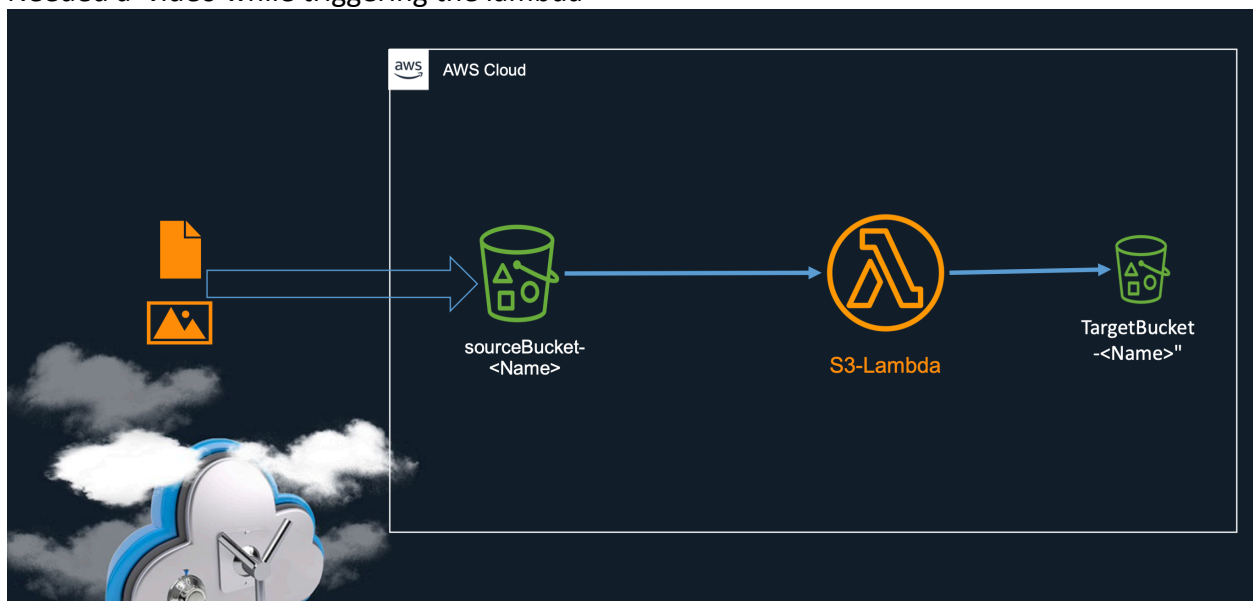 Needed a video while triggering the lambda
aws
AWS Cloud
sourceBucket-
<Name>
S3-Lambda
TargetBucket
-<Name>"